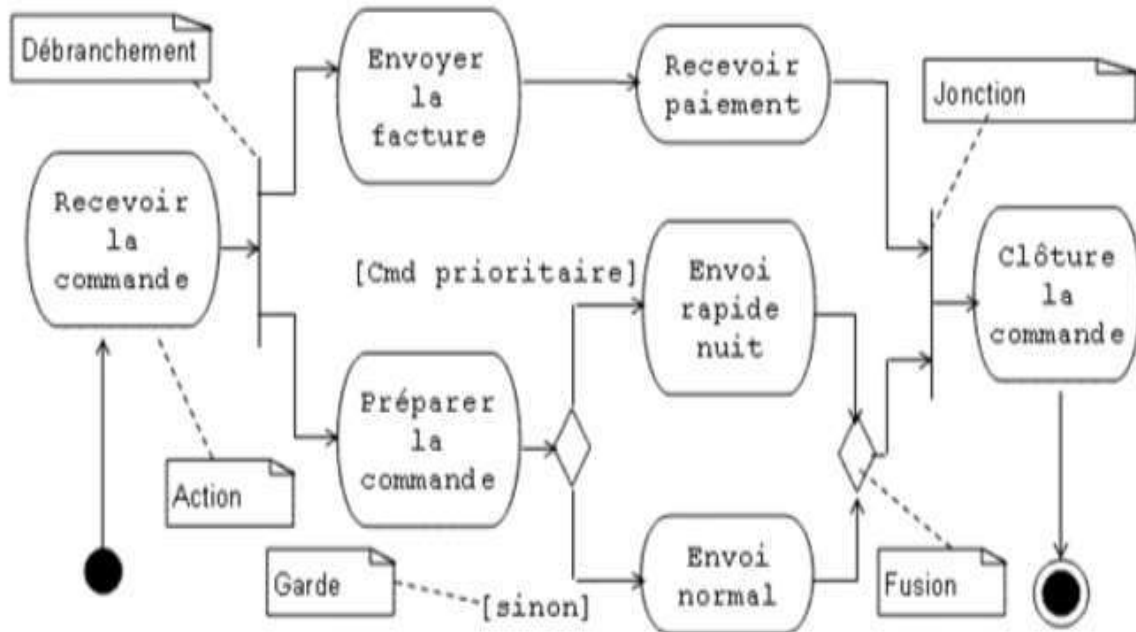 Débranchement
Envoyer
la
facture
Recevoir
paiement
Jonction
Recevoir
la
commande
[Cmd prioritaire]
Envoi
rapide
nuit
Clôture
la
commande
Préparer
la
commande
Action
Garde
[sinon]
Envoi
normal
Fusion